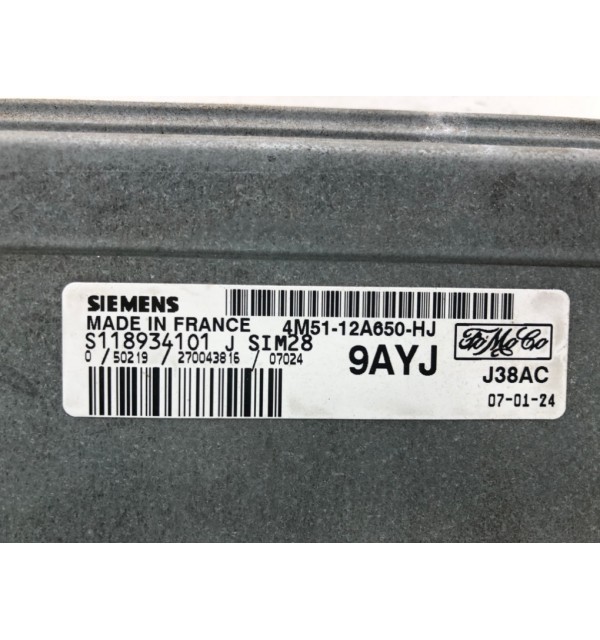 SIEMENS
MADE IN FRANCE 4M51-12A650-HJ
S118934101 J SIM28
0 / 50219 / 270043816 / 07024
9AYJ
FoMoCo
J38AC
07-01-24